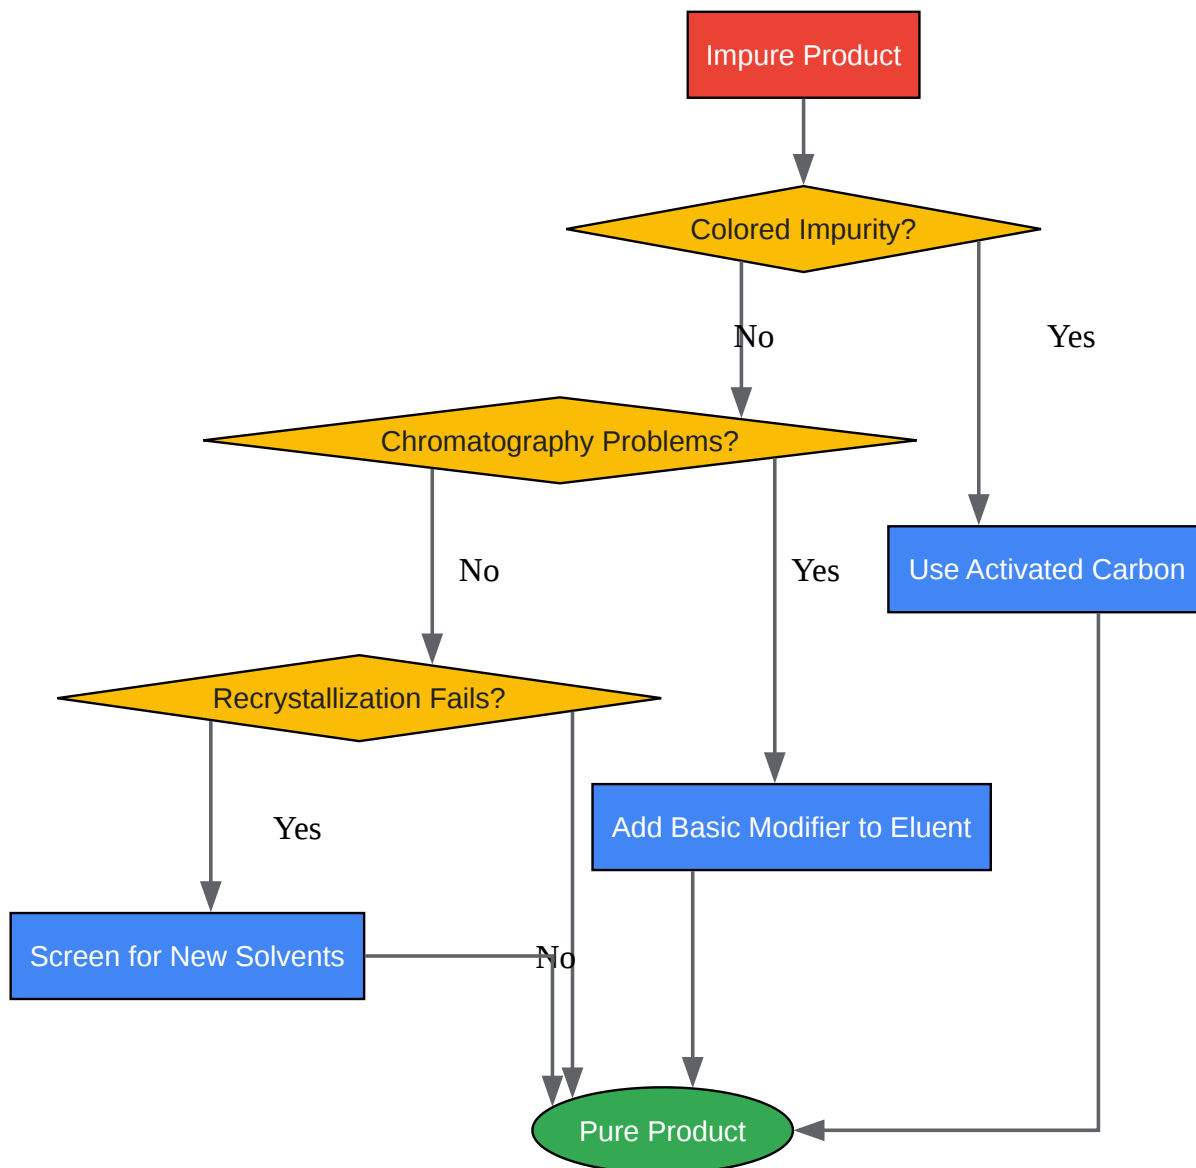 Impure Product
Colored Impurity?
No
Yes
Chromatography Problems?
No
Yes
Use Activated Carbon
Recrystallization Fails?
Yes
Add Basic Modifier to Eluent
Screen for New Solvents
No
Pure Product